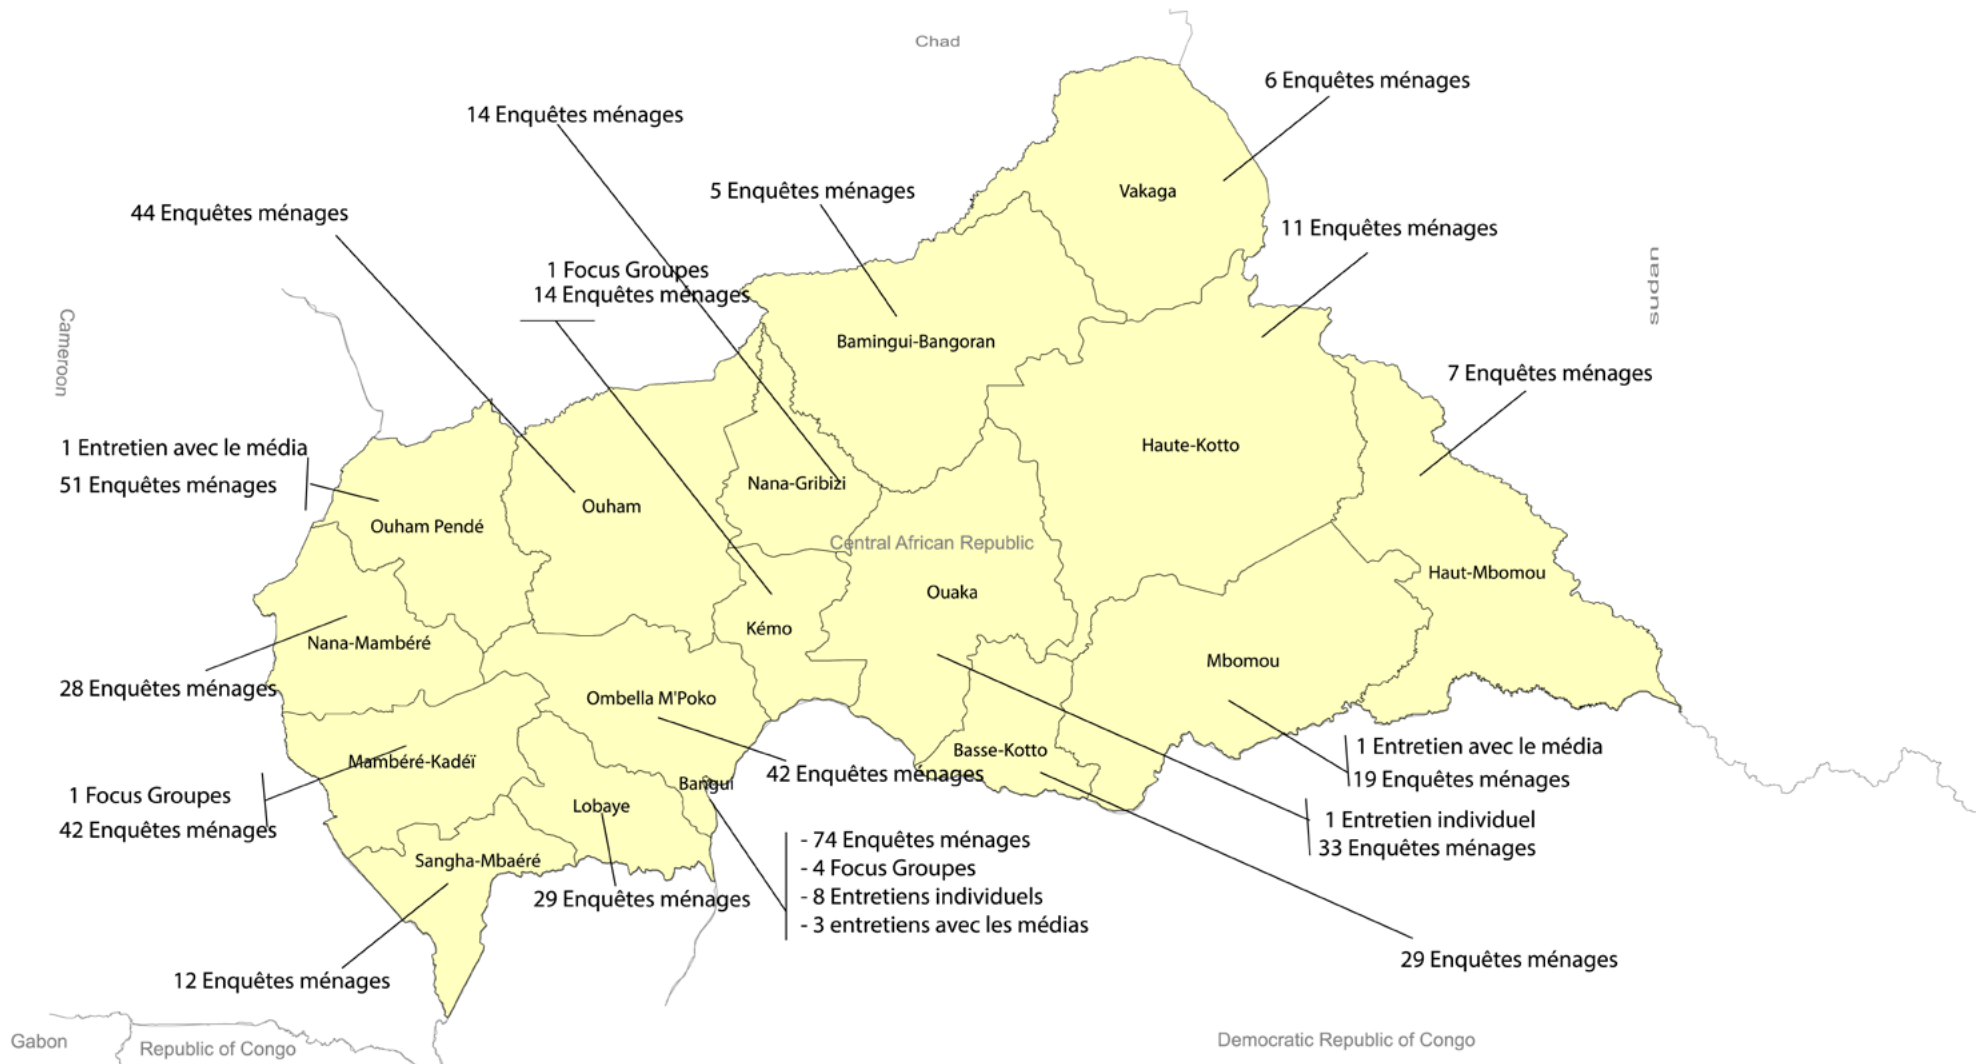 Chad
6 Enquêtes ménages
14 Enquêtes ménages
5 Enquêtes ménages
Vakaga
44 Enquêtes ménages
11 Enquêtes ménages
1 Focus Groupes
14 Enquêtes ménages
sudan
Cameroon
Bamingui-Bangoran
7 Enquêtes ménages
1 Entretien avec le média
51 Enquêtes ménages
Haute-Kotto
Nana-Gribizi
Ouham
Ouham Pendé
Central African Republic
Haut-Mbomou
Ouaka
Kémo
Nana-Mambéré
Mbomou
28 Enquêtes ménages
Ombella M'Poko
Basse-Kotto
1 Entretien avec le média
19 Enquêtes ménages
Mambéré-Kadéï
42 Enquêtes ménages
Bangui
1 Focus Groupes
42 Enquêtes ménages
Lobaye
1 Entretien individuel
33 Enquêtes ménages
- 74 Enquêtes ménages
- 4 Focus Groupes
- 8 Entretiens individuels
- 3 entretiens avec les médias
Sangha-Mbaéré
29 Enquêtes ménages
29 Enquêtes ménages
12 Enquêtes ménages
Gabon
Republic of Congo
Democratic Republic of Congo